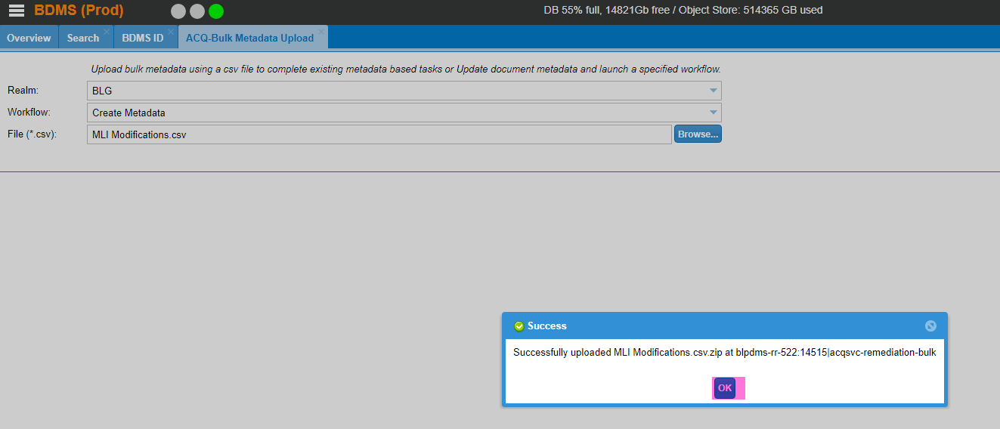 BDMS (Prod)
DB 55% full, 14821Gb free / Object Store: 514365 GB used
Overview
Search
BDMS ID
ACQ-Bulk Metadata Upload
Upload bulk metadata using a csv file to complete existing metadata based tasks or Update document metadata and launch a specified workflow.
Realm:
BLG
Workflow:
Create Metadata
File (*.csv):
MLI Modifications.csv
Browse...
Success
Successfully uploaded MLI Modifications.csv.zip at blpdms-rr-522:14515|acqsvc-remediation-bulk
OK